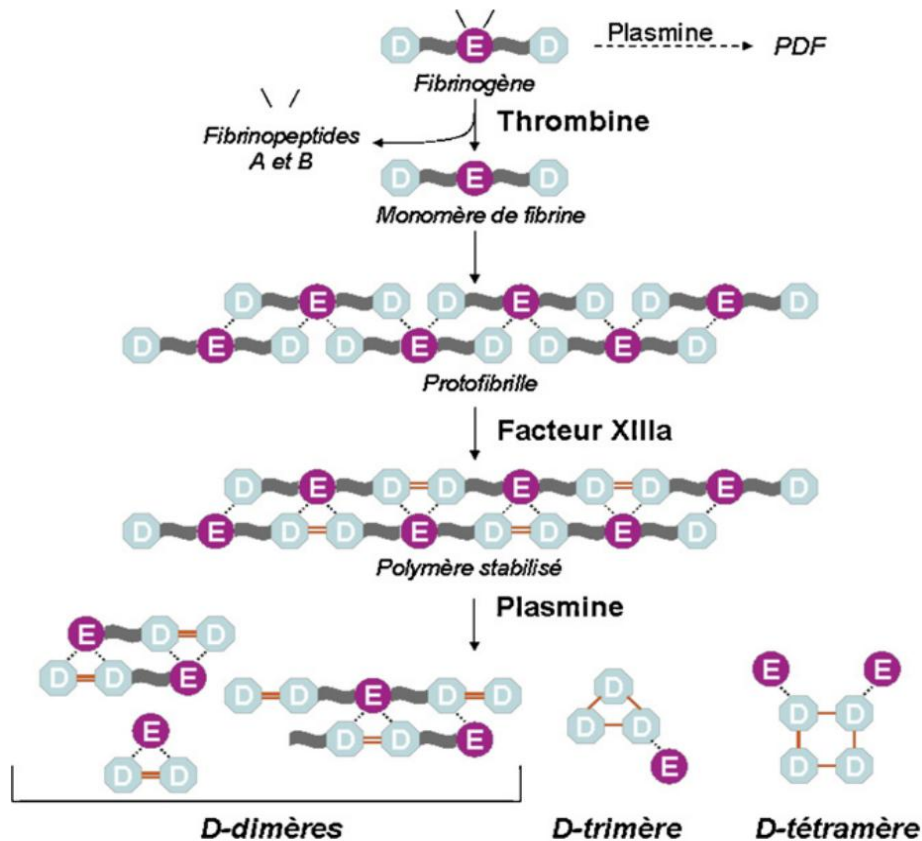 D E D
Plasmine
PDF
Fibrinogène
Thrombine
Fibrinopeptides
A et B
D E D
Monomère de fibrine
D E D D E D D E D
D E D D E D D E D
Protofibrille
Facteur XIIIa
D E D D E D D E D
D E D D E D D E D
Polymère stabilisé
Plasmine
E D D
D D E
E
D D
D D E D D
D D E
D
D D
E
E E
D D
D D
D-dimères
D-trimère
D-tétramère